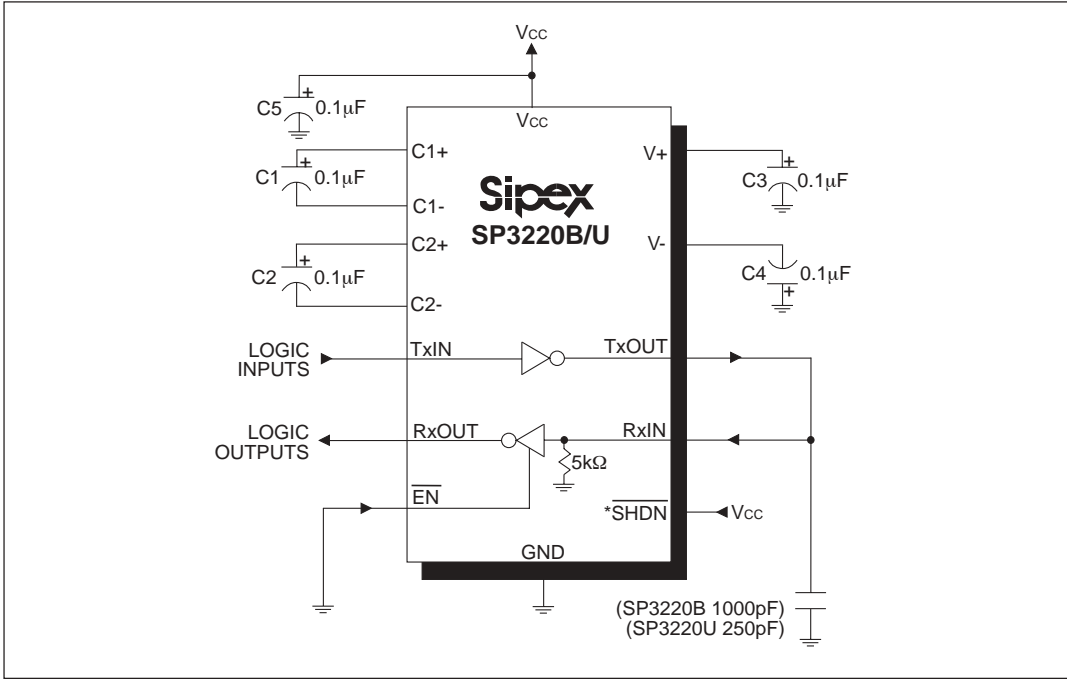 VCC
C5 + 0.1µF
VCC
C1+
V+
C1 + 0.1µF
C3 + 0.1µF
C1-
Sipex
SP3220B/U
C2+
V-
C2 + 0.1µF
C4 0.1µF
+
C2-
LOGIC
INPUTS
TxIN
TxOUT
LOGIC
OUTPUTS
RxOUT
RxIN
5kΩ
EN
*SHDN
VCC
GND
(SP3220B 1000pF)
(SP3220U 250pF)